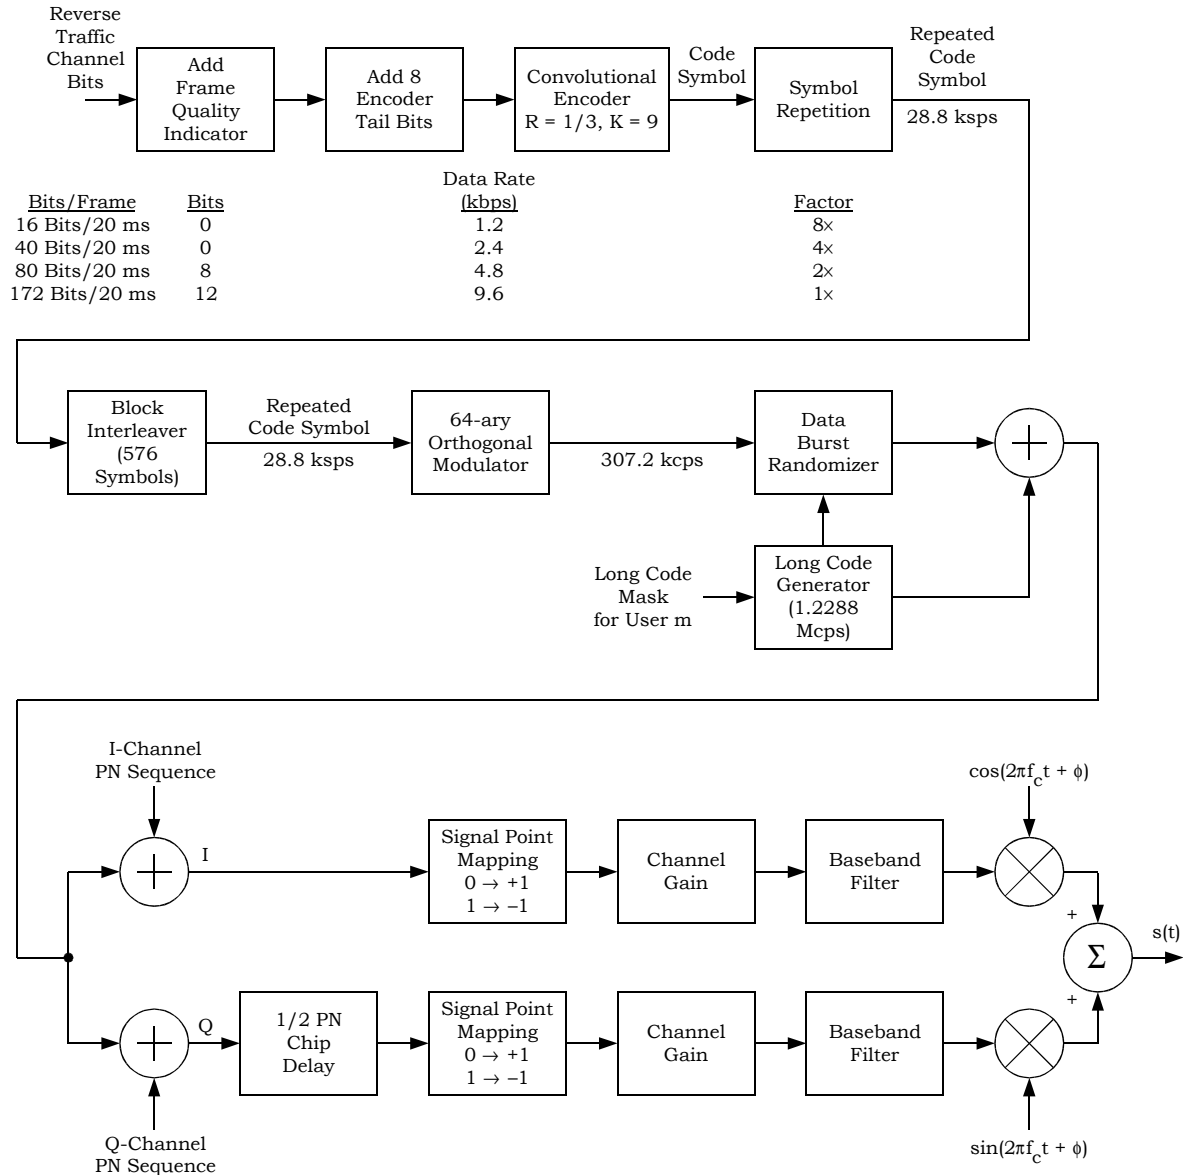 Reverse
Traffic
Channel
Bits
Add
Frame
Quality
Indicator
Add 8
Encoder
Tail Bits
Convolutional
Encoder
R = 1/3, K = 9
Code
Symbol
Symbol
Repetition
Repeated
Code
Symbol
28.8 ksps
Data Rate
Bits/Frame Bits (kbps) Factor
16 Bits/20 ms 0 1.2 8×
40 Bits/20 ms 0 2.4 4×
80 Bits/20 ms 8 4.8 2×
172 Bits/20 ms 12 9.6 1×
Block
Interleaver
(576
Symbols)
Repeated
Code Symbol
28.8 ksps
64-ary
Orthogonal
Modulator
307.2 kcps
Data
Burst
Randomizer
+
Long Code
Mask
for User m
Long Code
Generator
(1.2288
Mcps)
I-Channel
PN Sequence
+
I
Signal Point
Mapping
0 → +1
1 → –1
Channel
Gain
Baseband
Filter
cos(2πf_c t + ϕ)
+
Σ
s(t)
+
+
Q
1/2 PN
Chip
Delay
Signal Point
Mapping
0 → +1
1 → –1
Channel
Gain
Baseband
Filter
Q-Channel
PN Sequence
sin(2πf_c t + ϕ)